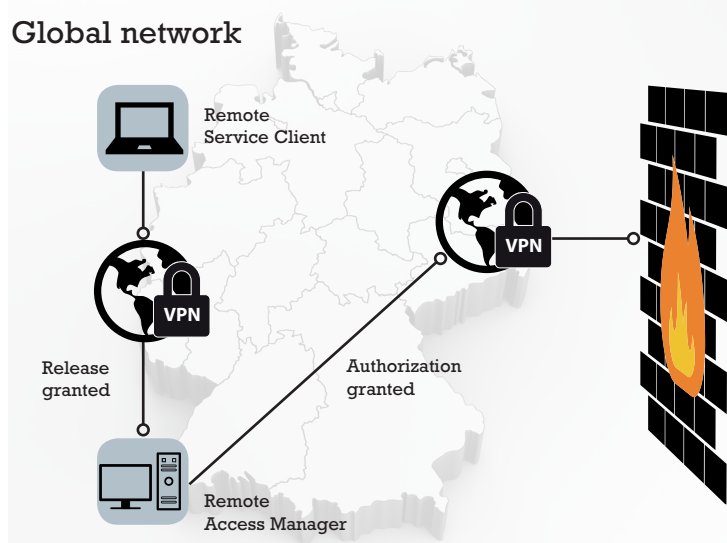 Global network
Remote
Service Client
VPN
VPN
Release
granted
Authorization
granted
Remote
Access Manager